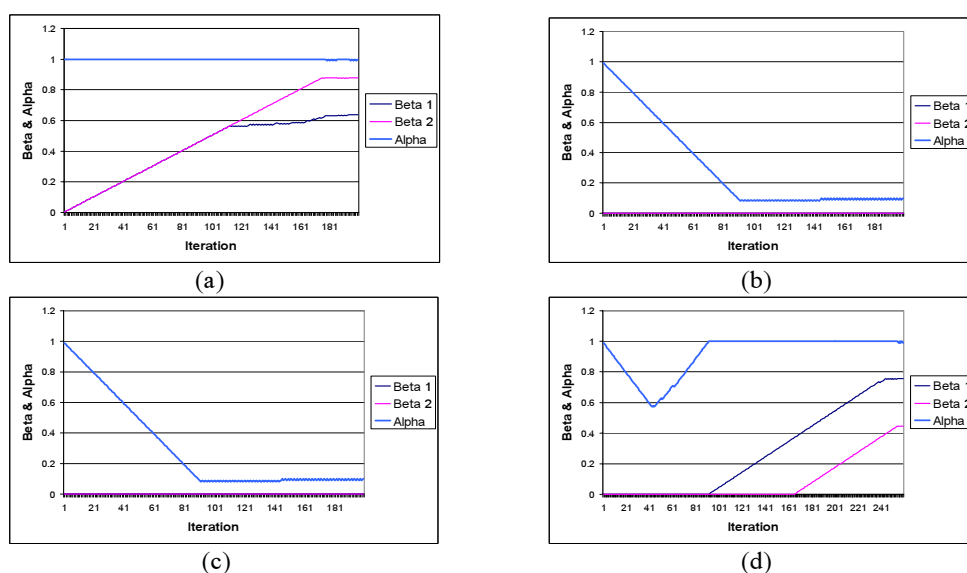 1.2
1
0.8
0.6
0.4
0.2
0
Beta & Alpha
1 21 41 61 81 101 121 141 161 181
Iteration
Beta 1
Beta 2
Alpha
(a)
1.2
1
0.8
0.6
0.4
0.2
0
Beta & Alpha
1 21 41 61 81 101 121 141 161 181
Iteration
Beta 1
Beta 2
Alpha
(b)
1.2
1
0.8
0.6
0.4
0.2
0
Beta & Alpha
1 21 41 61 81 101 121 141 161 181
Iteration
Beta 1
Beta 2
Alpha
(c)
1.2
1
0.8
0.6
0.4
0.2
0
Beta & Alpha
1 21 41 61 81 101 121 141 161 181 201 221 241
Iteration
Beta 1
Beta 2
Alpha
(d)